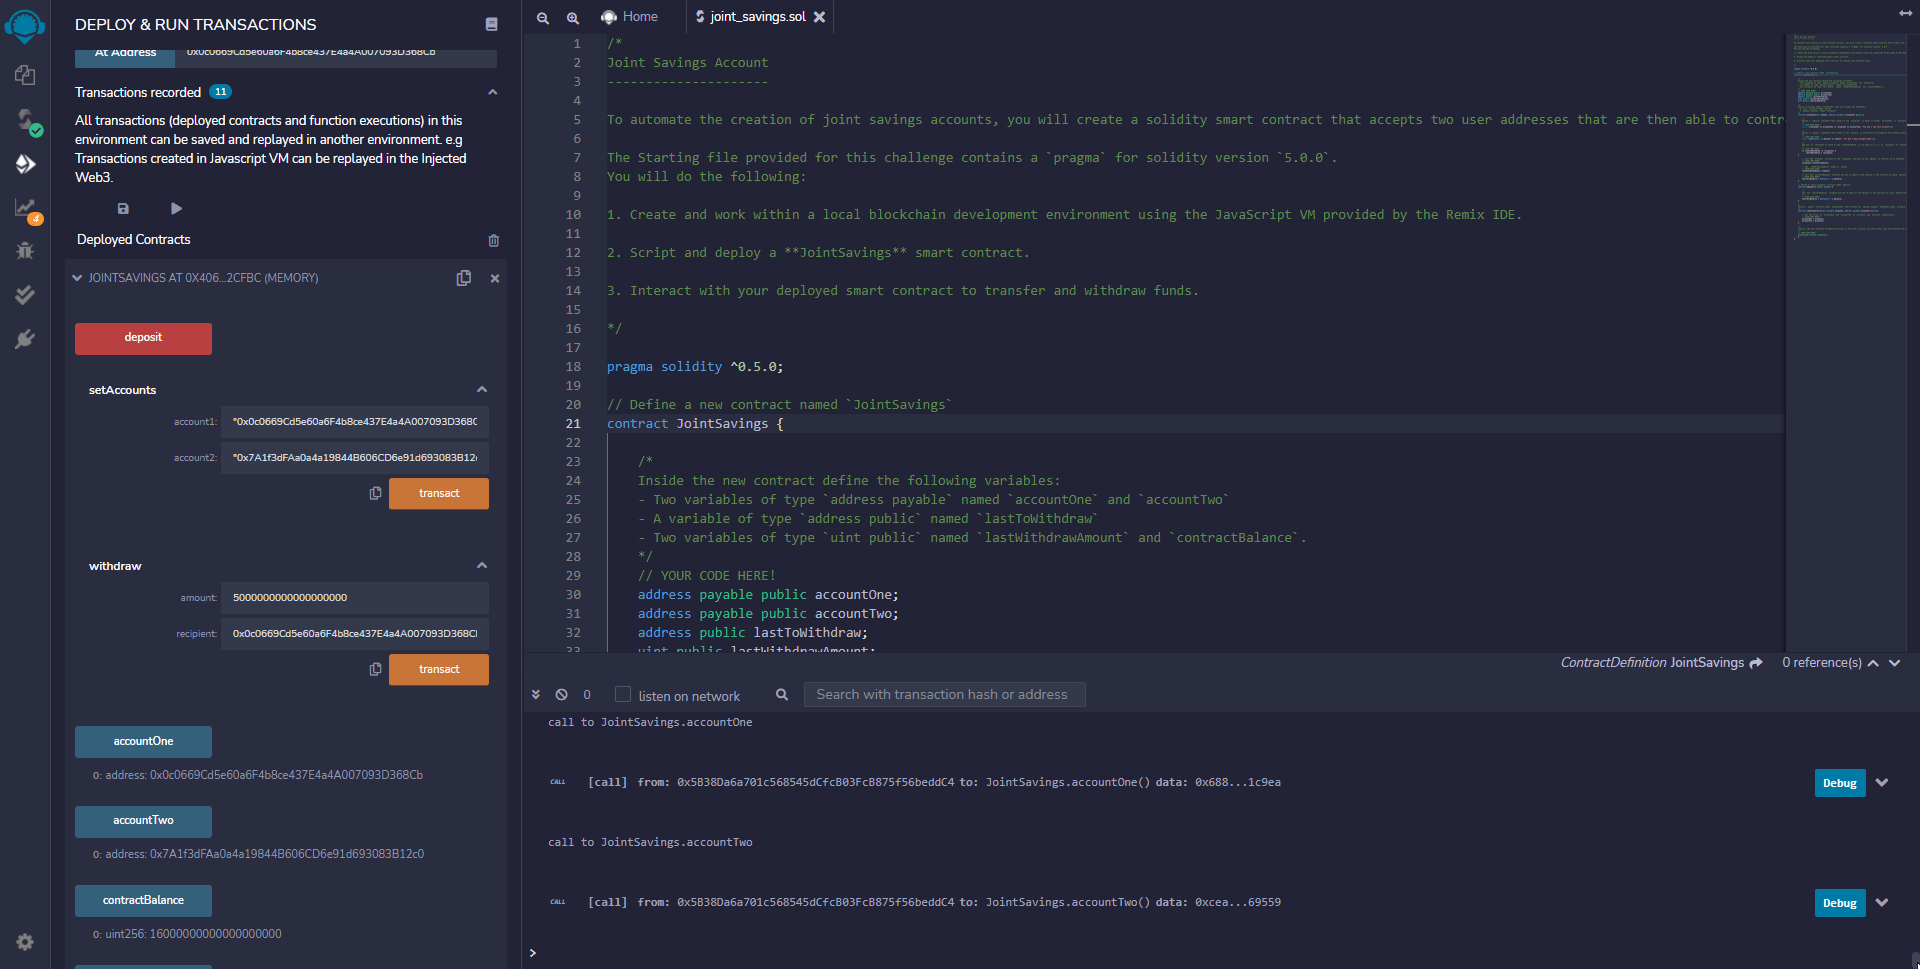 DEPLOY & RUN TRANSACTIONS
At Address 0x0c0669Cd5e60a6F4b8ce437E4a4A007093D368Cb
Transactions recorded 11
All transactions (deployed contracts and function executions) in this
environment can be saved and replayed in another environment. e.g
Transactions created in Javascript VM can be replayed in the Injected
Web3.
Deployed Contracts
JOINTSAVINGS AT 0X406...2CFBC (MEMORY)
deposit
setAccounts
account1: "0x0c0669Cd5e60a6F4b8ce437E4a4A007093D368C
account2: "0x7A1f3dFAa0a4a19844B606CD6e91d693083B12c
transact
withdraw
amount: 5000000000000000000
recipient: 0x0c0669Cd5e60a6F4b8ce437E4a4A007093D368C
transact
accountOne
0: address: 0x0c0669Cd5e60a6F4b8ce437E4a4A007093D368Cb
accountTwo
0: address: 0x7A1f3dFAa0a4a19844B606CD6e91d693083B12c0
contractBalance
0: uint256: 16000000000000000000
4
Home
joint_savings.sol
1 /*
2 Joint Savings Account
3 ---------------------
4
5 To automate the creation of joint savings accounts, you will create a solidity smart contract that accepts two user addresses that are then able to contr
6
7 The Starting file provided for this challenge contains a `pragma` for solidity version `5.0.0`.
8 You will do the following:
9
10 1. Create and work within a local blockchain development environment using the JavaScript VM provided by the Remix IDE.
11
12 2. Script and deploy a **JointSavings** smart contract.
13
14 3. Interact with your deployed smart contract to transfer and withdraw funds.
15
16 */
17
18 pragma solidity ^0.5.0;
19
20 // Define a new contract named `JointSavings`
21 contract JointSavings {
22
23 /*
24 Inside the new contract define the following variables:
25 - Two variables of type `address payable` named `accountOne` and `accountTwo`
26 - A variable of type `address public` named `lastToWithdraw`
27 - Two variables of type `uint public` named `lastWithdrawAmount` and `contractBalance`.
28 */
29 // YOUR CODE HERE!
30 address payable public accountOne;
31 address payable public accountTwo;
32 address public lastToWithdraw;
33 uint public lastWithdrawAmount;
ContractDefinition JointSavings 0 reference(s)
0 listen on network Search with transaction hash or address
call to JointSavings.accountOne
CALL [call] from: 0x5B38Da6a701c568545dCfcB03FcB875f56beddC4 to: JointSavings.accountOne() data: 0x688...1c9ea Debug
call to JointSavings.accountTwo
CALL [call] from: 0x5B38Da6a701c568545dCfcB03FcB875f56beddC4 to: JointSavings.accountTwo() data: 0xcea...69559 Debug
>